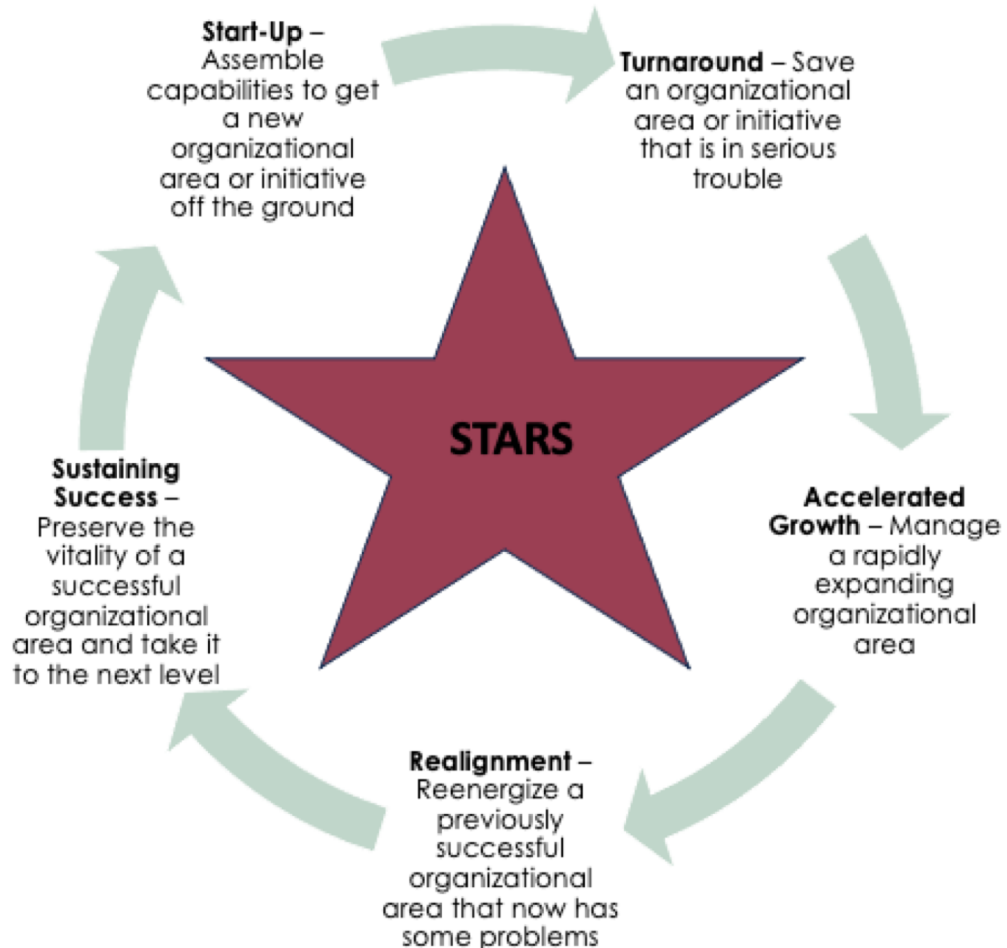 Start-Up –
Assemble
capabilities to get
a new
organizational
area or initiative
off the ground
Turnaround – Save
an organizational
area or initiative
that is in serious
trouble
STARS
Accelerated
Growth – Manage
a rapidly
expanding
organizational
area
Realignment –
Reenergize a
previously
successful
organizational
area that now has
some problems
Sustaining
Success –
Preserve the
vitality of a
successful
organizational
area and take it
to the next level